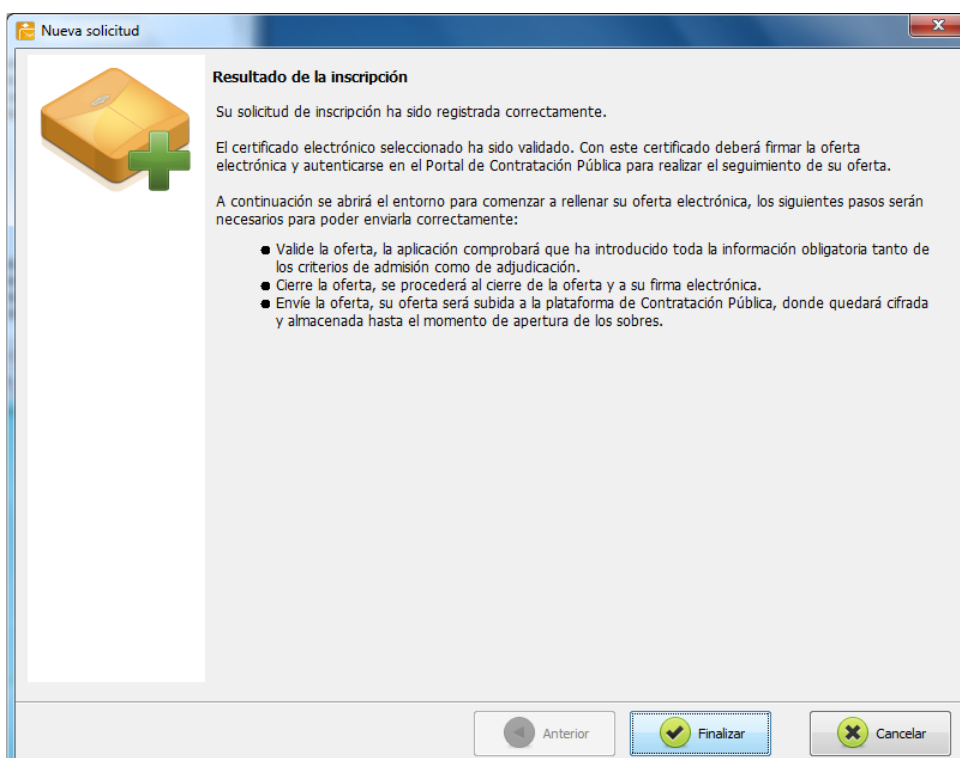 Nueva solicitud
Resultado de la inscripción
Su solicitud de inscripción ha sido registrada correctamente.
El certificado electrónico seleccionado ha sido validado. Con este certificado deberá firmar la oferta
electrónica y autenticarse en el Portal de Contratación Pública para realizar el seguimiento de su oferta.
A continuación se abrirá el entorno para comenzar a rellenar su oferta electrónica, los siguientes pasos serán
necesarios para poder enviarla correctamente:
● Valide la oferta, la aplicación comprobará que ha introducido toda la información obligatoria tanto de
los criterios de admisión como de adjudicación.
● Cierre la oferta, se procederá al cierre de la oferta y a su firma electrónica.
● Envíe la oferta, su oferta será subida a la plataforma de Contratación Pública, donde quedará cifrada
y almacenada hasta el momento de apertura de los sobres.
Anterior
Finalizar
Cancelar